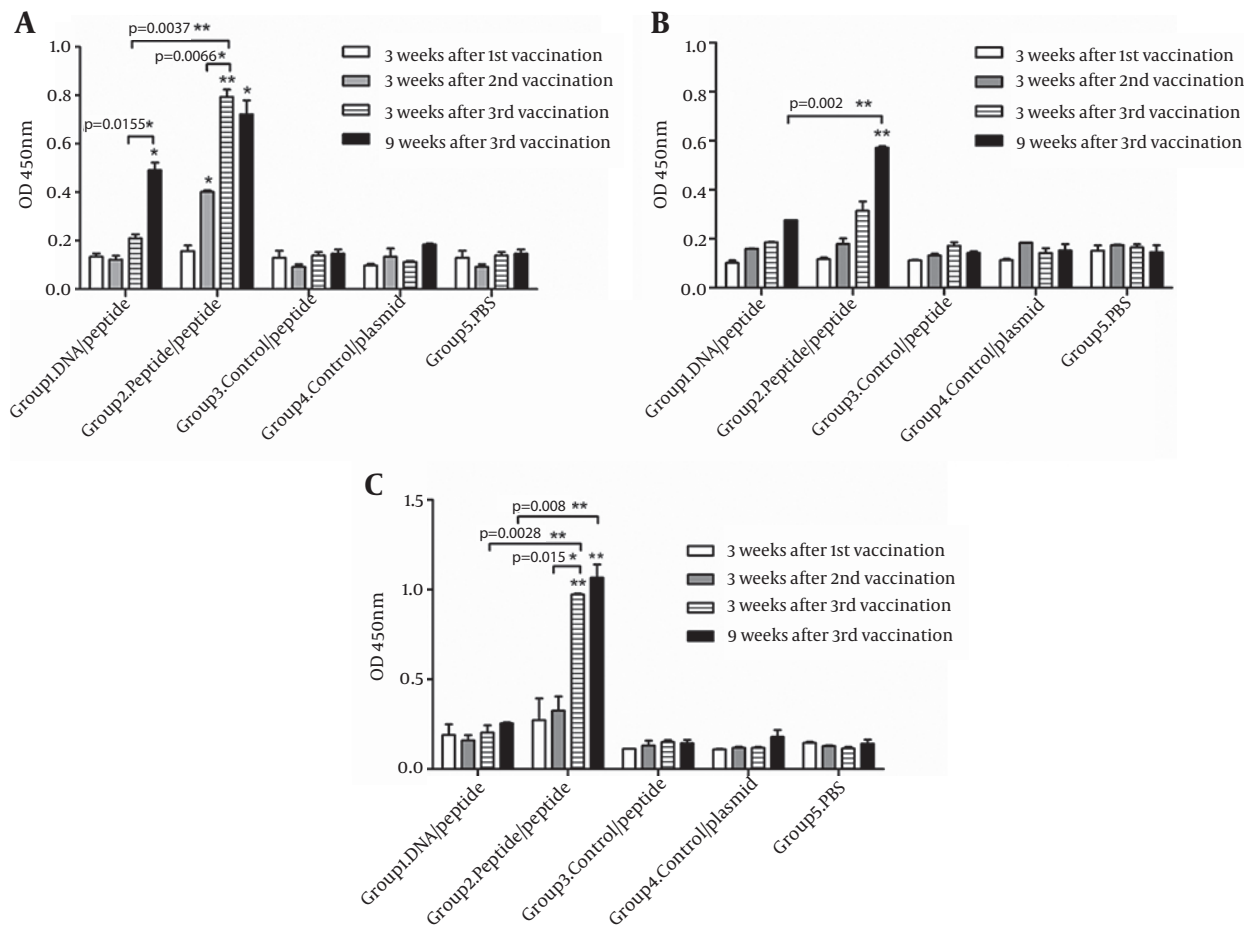 A
p=0.0037 **
p=0.0066*
**
*
p=0.0155*
*
*
1.0
0.8
0.6
0.4
0.2
0.0
OD 450nm
3 weeks after 1st vaccination
3 weeks after 2nd vaccination
3 weeks after 3rd vaccination
9 weeks after 3rd vaccination
Group1.DNA/peptide
Group2.Peptide/peptide
Group3.Control/peptide
Group4.Control/plasmid
Group5.PBS
B
p=0.002 **
**
1.0
0.8
0.6
0.4
0.2
0.0
OD 450nm
3 weeks after 1st vaccination
3 weeks after 2nd vaccination
3 weeks after 3rd vaccination
9 weeks after 3rd vaccination
Group1.DNA/peptide
Group2.Peptide/peptide
Group3.Control/peptide
Group4.Control/plasmid
Group5.PBS
C
p=0.008 **
p=0.0028 **
p=0.015 *
**
**
1.5
1.0
0.5
0.0
OD 450nm
3 weeks after 1st vaccination
3 weeks after 2nd vaccination
3 weeks after 3rd vaccination
9 weeks after 3rd vaccination
Group1.DNA/peptide
Group2.Peptide/peptide
Group3.Control/peptide
Group4.Control/plasmid
Group5.PBS